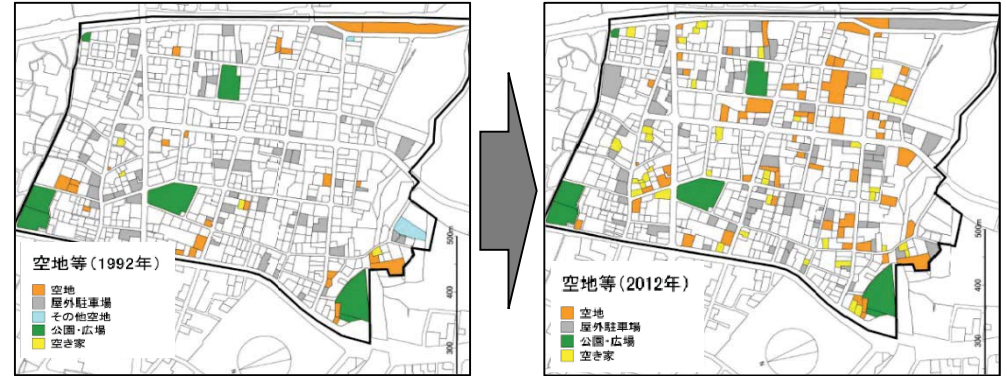 空地等(1992年)
空地
屋外駐車場
その他空地
公園・広場
空き家
500m
400
300
空地等(2012年)
空地
屋外駐車場
公園・広場
空き家
500m
400
300